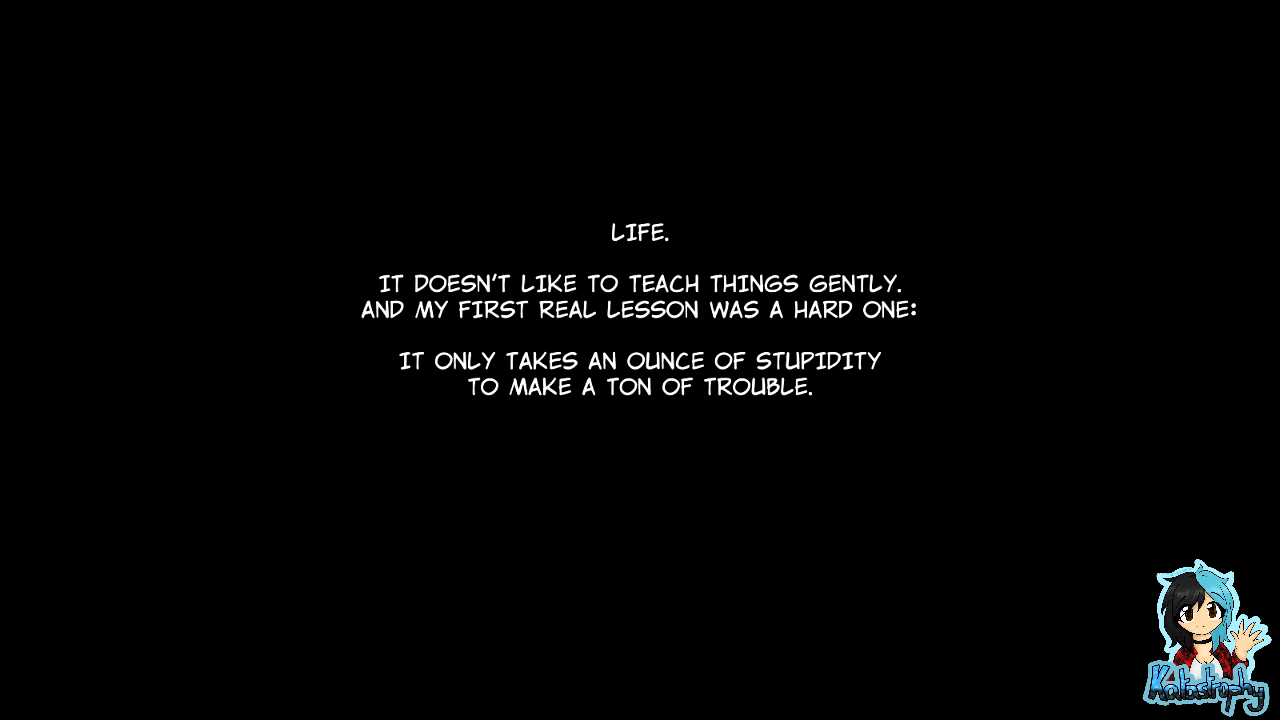 LIFE.
IT DOESN'T LIKE TO TEACH THINGS GENTLY.
AND MY FIRST REAL LESSON WAS A HARD ONE:
IT ONLY TAKES AN OUNCE OF STUPIDITY
TO MAKE A TON OF TROUBLE.
Katastrophy